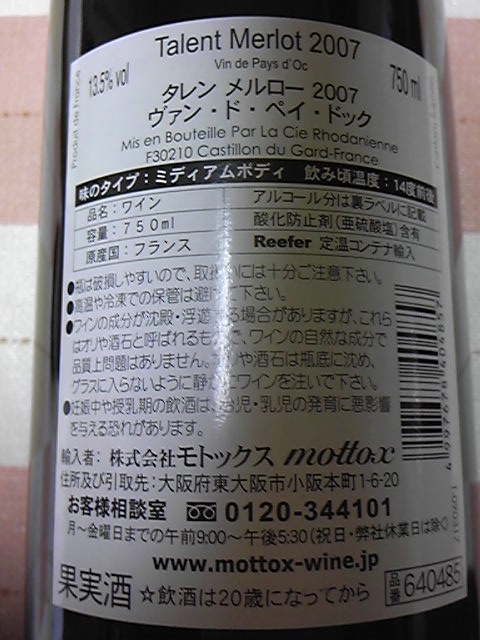 Talent Merlot 2007
Vin de Pays d'Oc
Produit de France
13.5% vol
750 ml
タレン メルロー 2007
ヴァン・ド・ペイ・ドック
Mis en Bouteille Par La Cie Rhodanienne
F30210 Castillon du Gard-France
味のタイプ：ミディアムボディ 飲み頃温度：14度前後
品名：ワイン
アルコール分は裏ラベルに記載
容量：750ml
酸化防止剤(亜硫酸塩)含有
原産国：フランス
Reefer 定温コンテナ輸入
●瓶は破損しやすいので、取扱いには十分ご注意下さい。
●高温や冷凍での保管は避けて下さい。
●ワインの成分が沈殿・浮遊する場合がありますが、これら
はオリや酒石と呼ばれるもので、ワインの自然な成分で
品質上問題はありません。オリや酒石は瓶底に沈め、
グラスに入らないように静かにワインを注いで下さい。
●妊娠中や授乳期の飲酒は、胎児・乳児の発育に悪影響
を与える恐れがあります。
4997678404857
輸入者：株式会社モトックス mottox
住所及び引取先：大阪府東大阪市小阪本町1-6-20
お客様相談室 0120-344101
月～金曜日までの午前9:00～午後5:30(祝日・弊社休業日は除く)
www.mottox-wine.jp
果実酒 ☆飲酒は20歳になってから
品番 640485